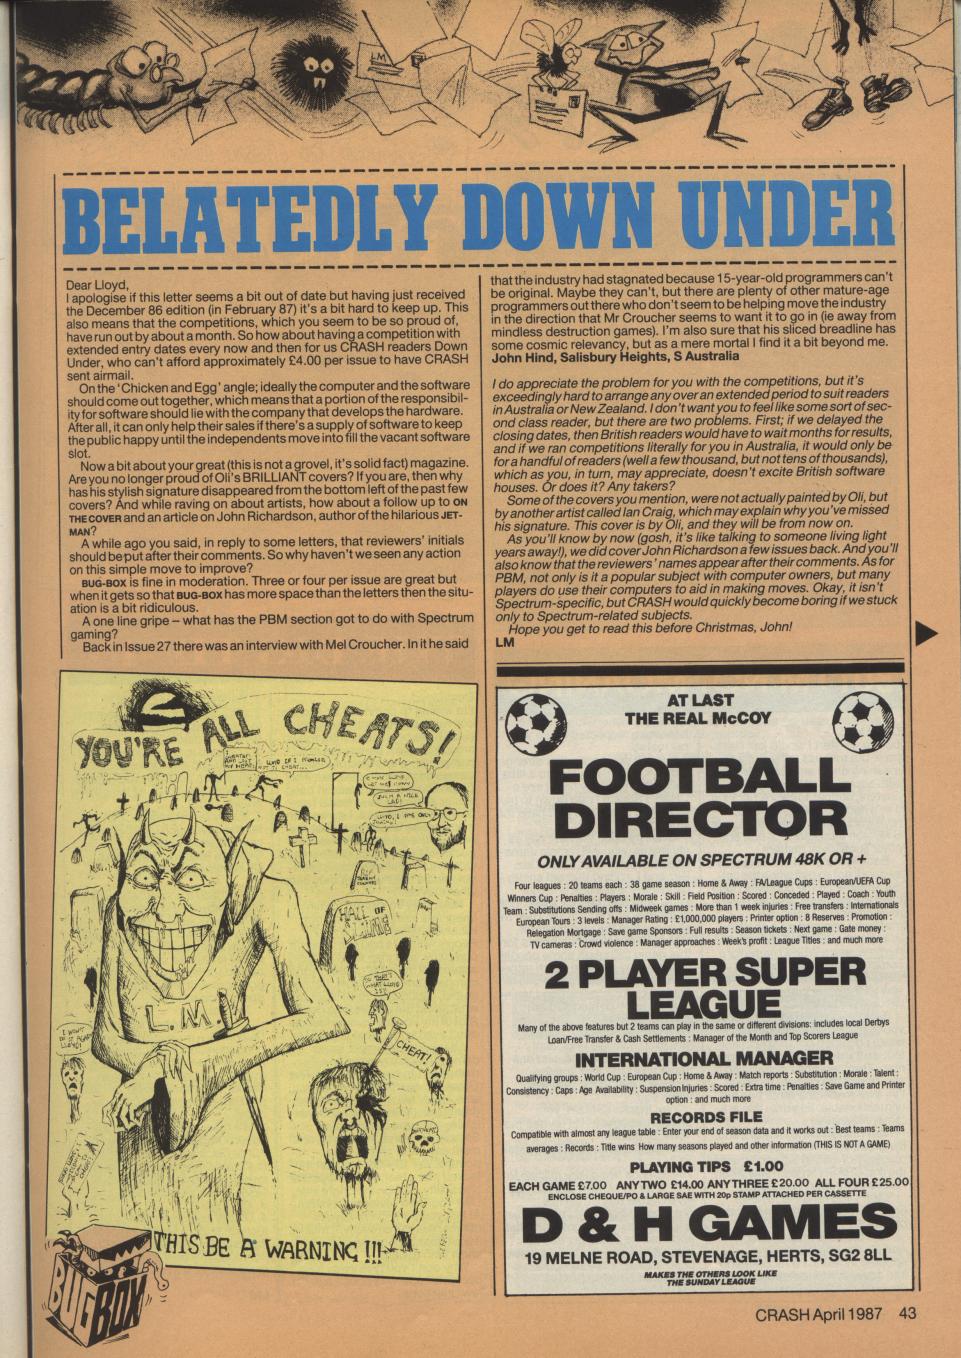 LM
BELATEDLY DOWN UNDER
Dear Lloyd,
I apologise if this letter seems a bit out of date but having just received
the December 86 edition (in February 87) it's a bit hard to keep up. This
also means that the competitions, which you seem to be so proud of,
have run out by about a month. So how about having a competition with
extended entry dates every now and then for us CRASH readers Down
Under, who can't afford approximately £4.00 per issue to have CRASH
sent airmail.
On the 'Chicken and Egg' angle; ideally the computer and the software
should come out together, which means that a portion of the responsibil-
ity for software should lie with the company that develops the hardware.
After all, it can only help their sales if there's a supply of software to keep
the public happy until the independents move into fill the vacant software
slot.
Now a bit about your great (this is not a grovel, it's solid fact) magazine.
Are you no longer proud of Oli's BRILLIANT covers? If you are, then why
has his stylish signature disappeared from the bottom left of the past few
covers? And while raving on about artists, how about a follow up to ON
THE COVER and an article on John Richardson, author of the hilarious JET-
MAN?
A while ago you said, in reply to some letters, that reviewers' initials
should be put after their comments. So why haven't we seen any action
on this simple move to improve?
BUG-BOX is fine in moderation. Three or four per issue are great but
when it gets so that BUG-BOX has more space than the letters then the situ-
ation is a bit ridiculous.
A one line gripe – what has the PBM section got to do with Spectrum
gaming?
Back in Issue 27 there was an interview with Mel Croucher. In it he said
that the industry had stagnated because 15-year-old programmers can't
be original. Maybe they can't, but there are plenty of other mature-age
programmers out there who don't seem to be helping move the industry
in the direction that Mr Croucher seems to want it to go in (ie away from
mindless destruction games). I'm also sure that his sliced breadline has
some cosmic relevancy, but as a mere mortal I find it a bit beyond me.
John Hind, Salisbury Heights, S Australia
I do appreciate the problem for you with the competitions, but it's
exceedingly hard to arrange any over an extended period to suit readers
in Australia or New Zealand. I don't want you to feel like some sort of sec-
ond class reader, but there are two problems. First; if we delayed the
closing dates, then British readers would have to wait months for results,
and if we ran competitions literally for you in Australia, it would only be
for a handful of readers (well a few thousand, but not tens of thousands),
which as you, in turn, may appreciate, doesn't excite British software
houses. Or does it? Any takers?
Some of the covers you mention, were not actually painted by Oli, but
by another artist called Ian Craig, which may explain why you've missed
his signature. This cover is by Oli, and they will be from now on.
As you'll know by now (gosh, it's like talking to someone living light
years away!), we did cover John Richardson a few issues back. And you'll
also know that the reviewers' names appear after their comments. As for
PBM, not only is it a popular subject with computer owners, but many
players do use their computers to aid in making moves. Okay, it isn't
Spectrum-specific, but CRASH would quickly become boring if we stuck
only to Spectrum-related subjects.
Hope you get to read this before Christmas, John!
LM
YOU'RE ALL CHEATS!
HALL OF
L.M.
CHEAT!
THIS BE A WARNING!!!
BUG BOX
AT LAST
THE REAL McCOY
FOOTBALL
DIRECTOR
ONLY AVAILABLE ON SPECTRUM 48K OR +
Four leagues : 20 teams each : 38 game season : Home & Away : FA/League Cups : European/UEFA Cup
Winners Cup : Penalties : Players : Morale : Skill : Field Position : Scored : Conceded : Played : Coach : Youth
Team : Substitutions Sending offs : Midweek games : More than 1 week injuries : Free transfers : Internationals
European Tours : 3 levels : Manager Rating : £1,000,000 players : Printer option : 8 Reserves : Promotion :
Relegation Mortgage : Save game Sponsors : Full results : Season tickets : Next game : Gate money :
TV cameras : Crowd violence : Manager approaches : Week's profit : League Titles : and much more
2 PLAYER SUPER
LEAGUE
Many of the above features but 2 teams can play in the same or different divisions: includes local Derbys
Loan/Free Transfer & Cash Settlements : Manager of the Month and Top Scorers League
INTERNATIONAL MANAGER
Qualifying groups : World Cup : European Cup : Home & Away : Match reports : Substitution : Morale : Talent :
Consistency : Caps : Age Availability : Suspension Injuries : Scored : Extra time : Penalties : Save Game and Printer
option : and much more
RECORDS FILE
Compatible with almost any league table : Enter your end of season data and it works out : Best teams : Teams
averages : Records : Title wins How many seasons played and other information (THIS IS NOT A GAME)
PLAYING TIPS £1.00
EACH GAME £7.00 ANY TWO £14.00 ANY THREE £20.00 ALL FOUR £25.00
ENCLOSE CHEQUE/PO & LARGE SAE WITH 20p STAMP ATTACHED PER CASSETTE
D & H GAMES
19 MELNE ROAD, STEVENAGE, HERTS, SG2 8LL
MAKES THE OTHERS LOOK LIKE
THE SUNDAY LEAGUE
CRASH April 1987 43